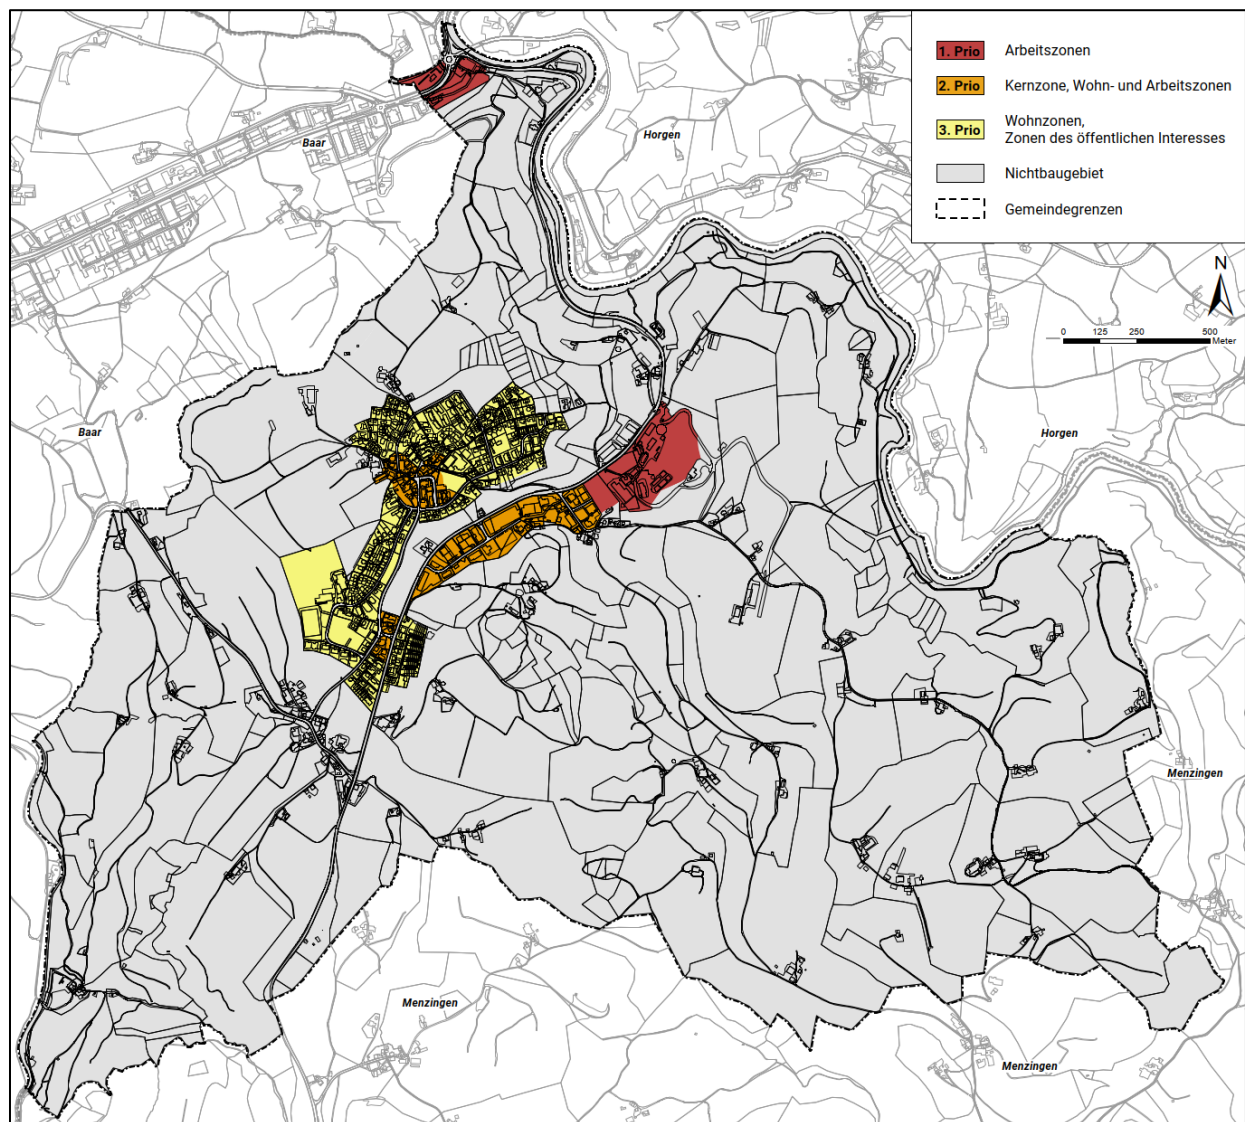 1. Prio Arbeitszonen
2. Prio Kernzone, Wohn- und Arbeitszonen
3. Prio Wohnzonen,
Zonen des öffentlichen Interesses
Nichtbaugebiet
Gemeindegrenzen
Horgen
Baar
N
0 125 250 500
Meter
Baar
Horgen
Menzingen
Menzingen
Menzingen